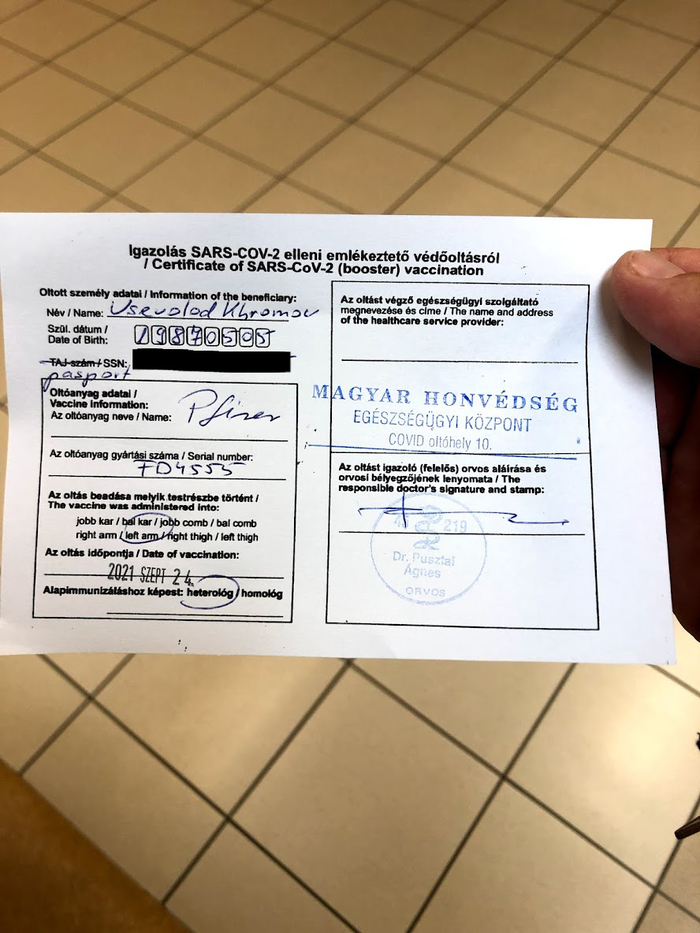 Igazolás SARS-COV-2 elleni emlékeztető védőoltásról
/ Certificate of SARS-CoV-2 (booster) vaccination
Oltott személy adatai / Information of the beneficiary:
Név / Name: Vsevolod Khromov
Szül. dátum /
Date of Birth: 19870505
TAJ-szám / SSN:
pasport
Oltóanyag adatai /
Vaccine Information:
Az oltóanyag neve / Name: Pfizer
Az oltóanyag gyártási száma / Serial number:
FD4555
Az oltás beadása melyik testrészbe történt /
The vaccine was administered into:
jobb kar / bal kar / jobb comb / bal comb
right arm / left arm / right thigh / left thigh
Az oltás időpontja / Date of vaccination:
2021 SZEPT 24.
Alapimmunizáláshoz képest: heterológ / homológ
Az oltást végző egészségügyi szolgáltató
megnevezése és címe / The name and address
of the healthcare service provider:
MAGYAR HONVÉDSÉG
EGÉSZSÉGÜGYI KÖZPONT
COVID oltóhely 10.
Az oltást igazoló (felelős) orvos aláírása és
orvosi bélyegzőjének lenyomata / The
responsible doctor's signature and stamp:
219
Dr. Pusztai
Ágnes
ORVOS